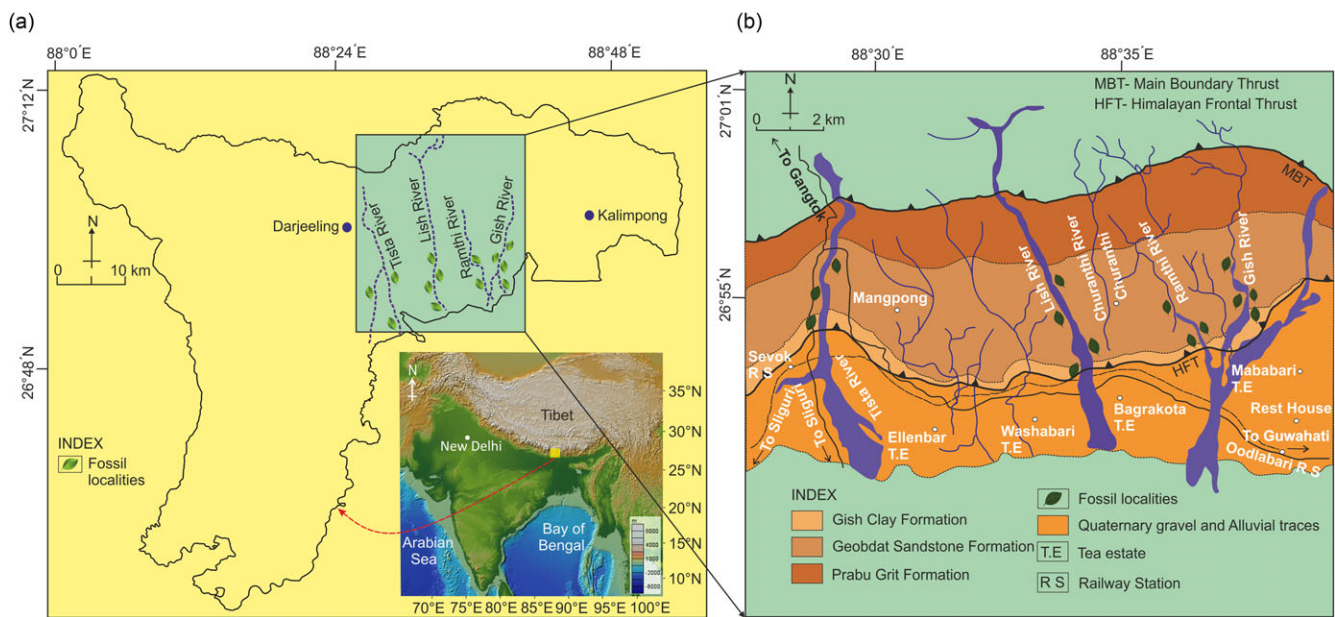 (a)
88°0´E
88°24´E
88°48´E
27°12´N
26°48´N
N
0 10 km
Darjeeling
Kalimpong
Tista River
Lish River
Ramthi River
Gish River
INDEX
Fossil
localities
N
Tibet
New Delhi
Arabian
Sea
Bay of
Bengal
35°N
30°N
25°N
20°N
15°N
10°N
70°E 75°E 80°E 85°E 90°E 95°E 100°E
m
(b)
88°30´E
88°35´E
27°01´N
26°55´N
N
0 2 km
MBT- Main Boundary Thrust
HFT- Himalayan Frontal Thrust
To Gangtok
MBT
Mangpong
Lish River
Churanthi River
Churanthi
Ramthi River
Gish River
Sevok
R S
HFT
Mababari
T.E
To Siliguri
To Siliguri
Tista River
Ellenbar
T.E
Washabari
T.E
Bagrakota
T.E
Rest House
To Guwahati
Oodlabari R S
INDEX
Gish Clay Formation
Geobdat Sandstone Formation
Prabu Grit Formation
Fossil localities
Quaternary gravel and Alluvial traces
T.E Tea estate
R S Railway Station